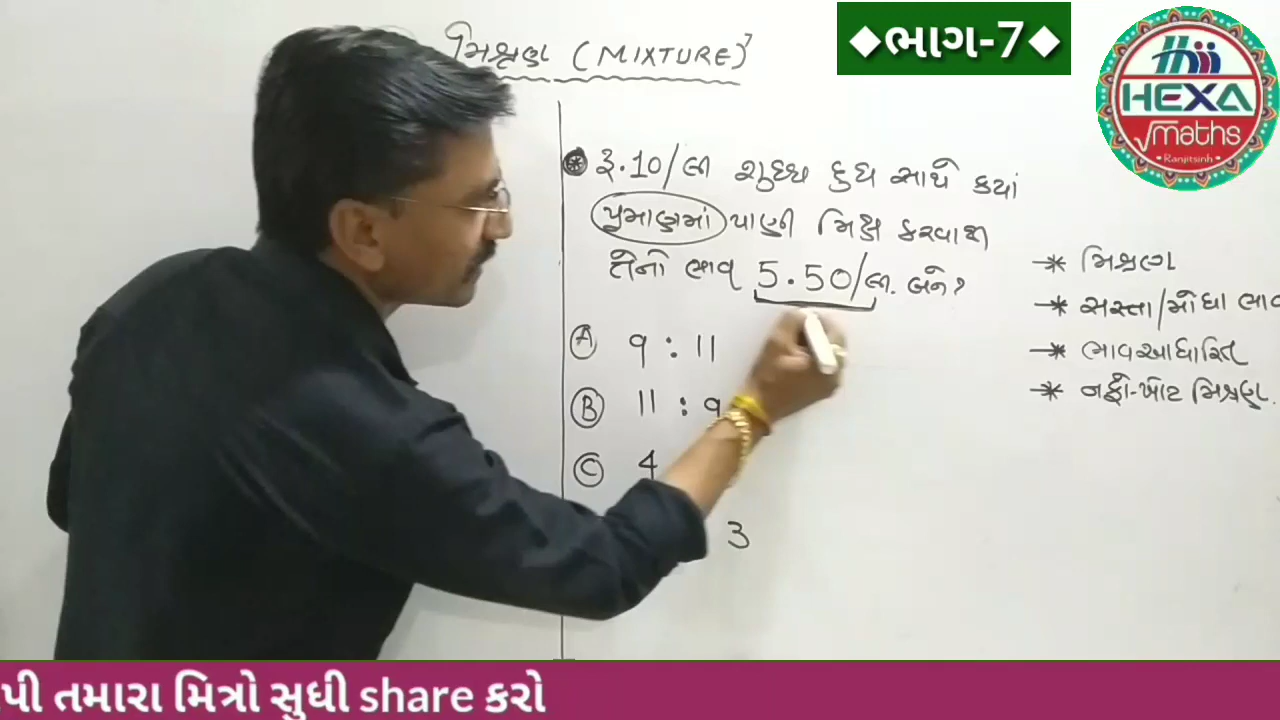 મિશ્રણ (MIXTURE)
◆ભાગ-7◆
HEXA
maths
Ranjitsinh
રૂ.10/લી શુધ્ધ દુધ સાથે કયાં
પ્રમાણમાં પાણી મિક્ષ કરવાથી
તેનો ભાવ 5.50/લી. બને?
A 9 : 11
B 11 : 9
C 4
3
* મિશ્રણ
* સસ્તા/મોંઘા ભાવ
* ભાવઆધારિત
* નફો-ખોટ મિશ્રણ.
પી તમારા મિત્રો સુધી share કરો